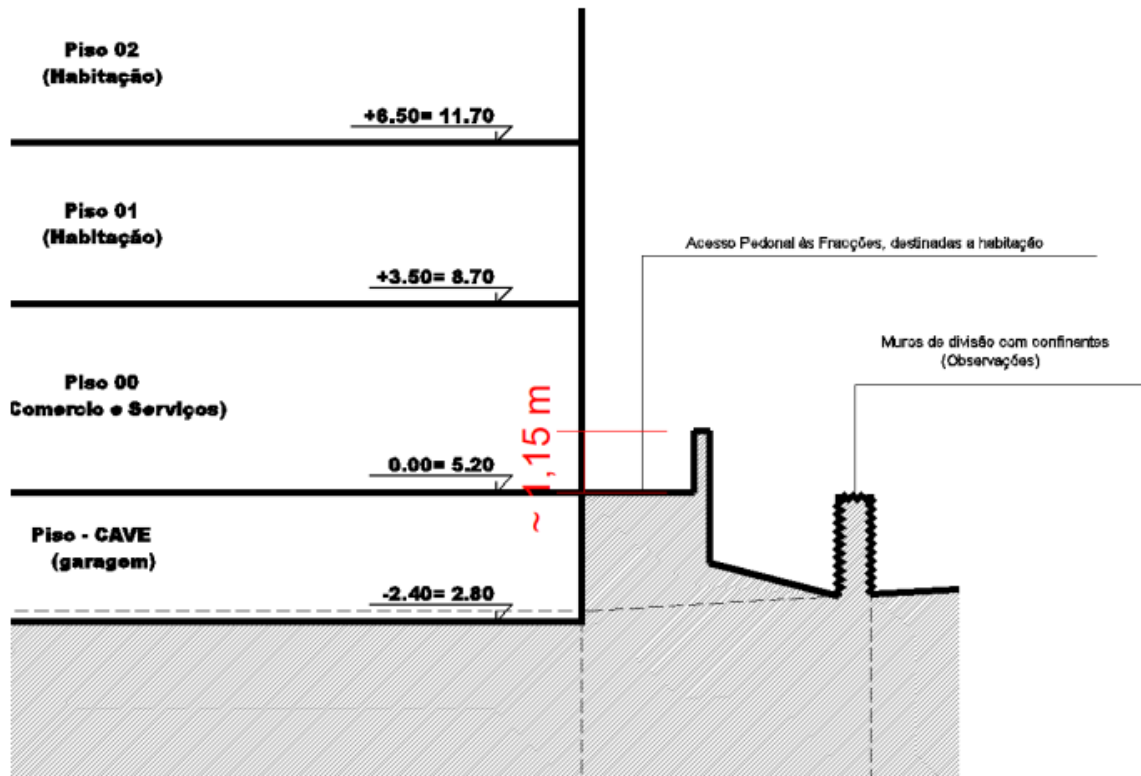 Piso 02
(Habitação)
+6.50= 11.70
Piso 01
(Habitação)
+3.50= 8.70
Acesso Pedonal às Fracções, destinadas a habitação
Muros de divisão com confinantes
(Observações)
Piso 00
Comercio e Serviços)
~ 1,15 m
0.00= 5.20
Piso - CAVE
(garagem)
-2.40= 2.80